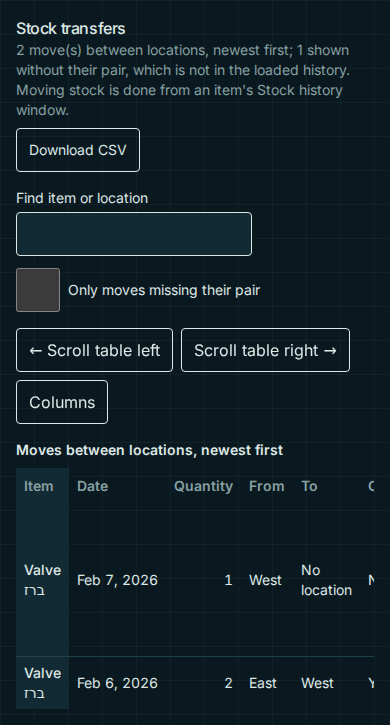 Stock transfers
2 move(s) between locations, newest first; 1 shown
without their pair, which is not in the loaded history.
Moving stock is done from an item's Stock history
window.
Download CSV
Find item or location
Only moves missing their pair
← Scroll table left
Scroll table right →
Columns
Moves between locations, newest first
Item Date Quantity From To
Valve
ברז
Feb 7, 2026 1 West No
location
Valve
ברז
Feb 6, 2026 2 East West